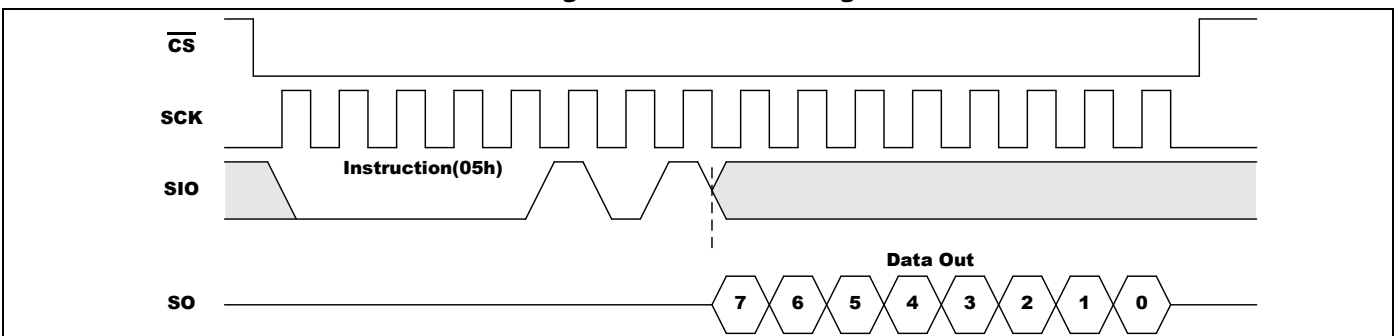 CS
SCK
Instruction(05h)
SIO
Data Out
SO 7 6 5 4 3 2 1 0